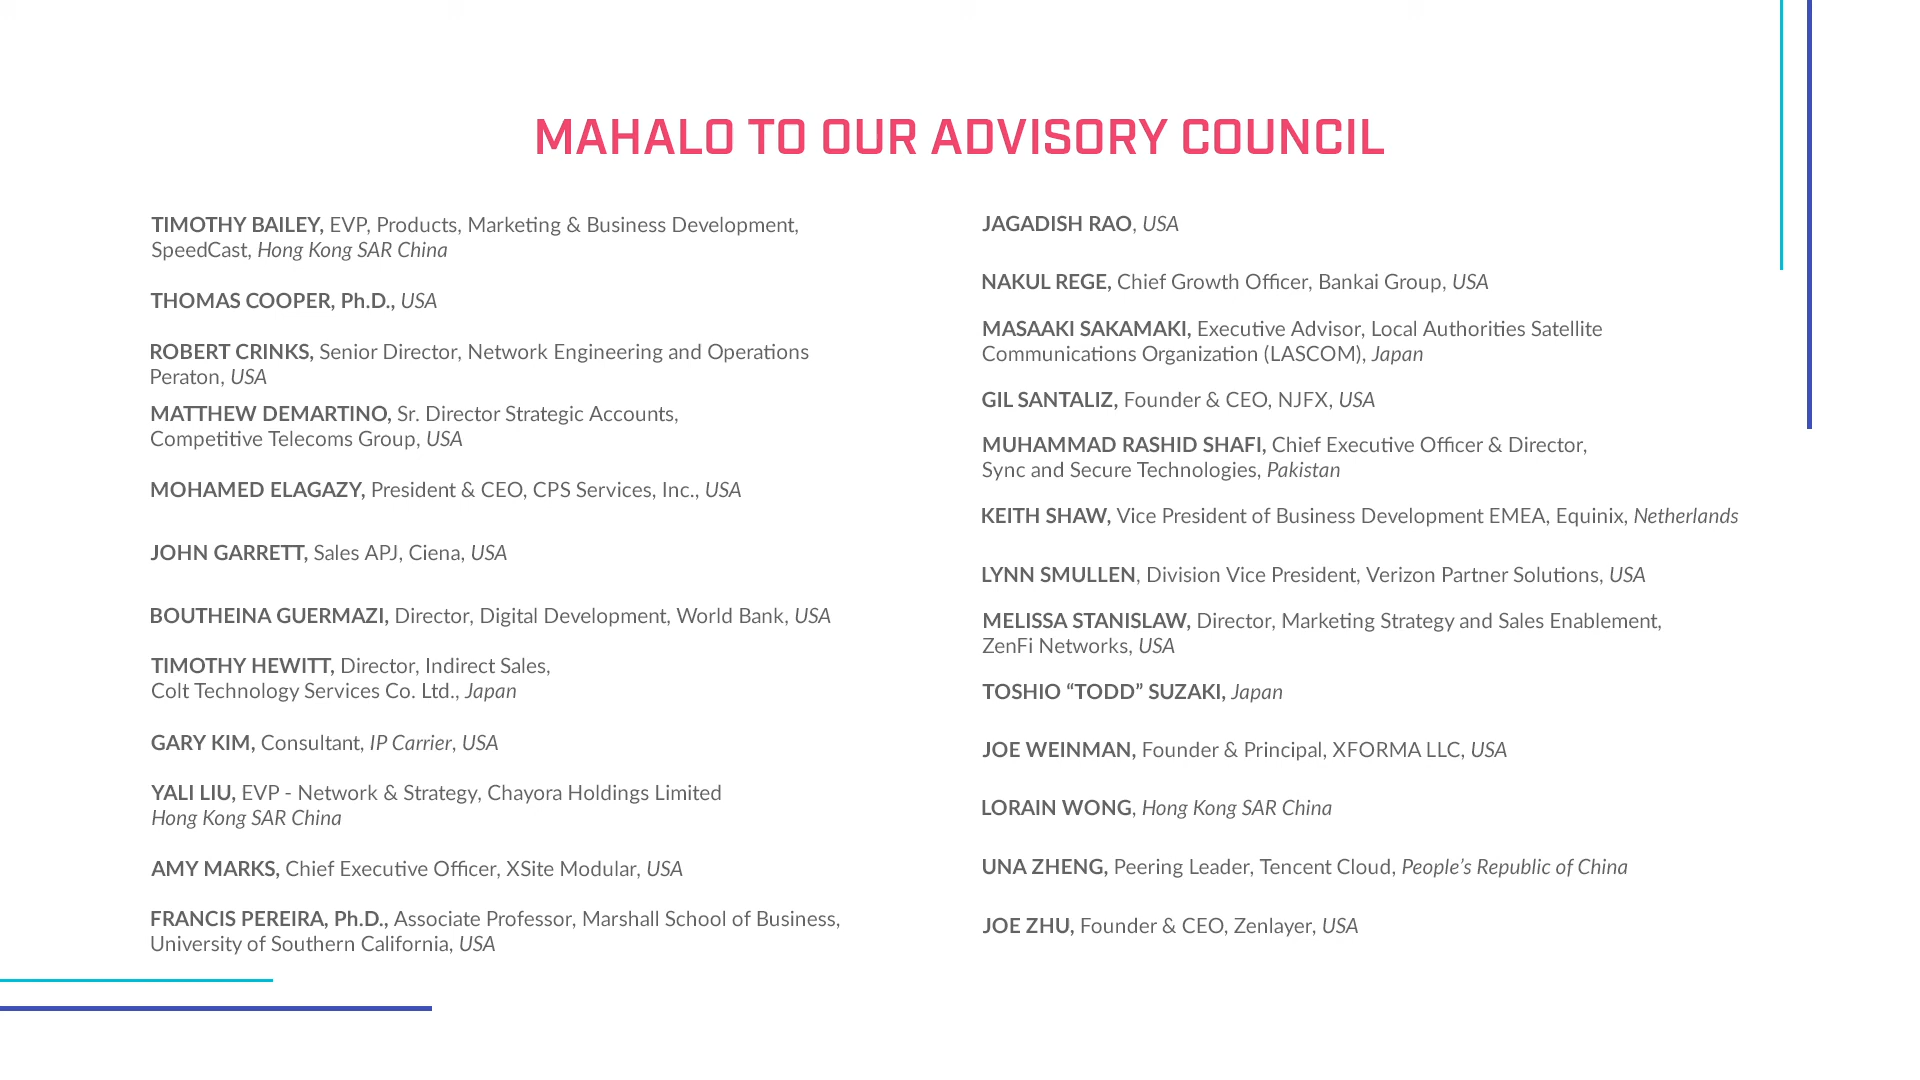 MAHALO TO OUR ADVISORY COUNCIL
TIMOTHY BAILEY, EVP, Products, Marketing & Business Development,
SpeedCast, Hong Kong SAR China
THOMAS COOPER, Ph.D., USA
ROBERT CRINKS, Senior Director, Network Engineering and Operations
Peraton, USA
MATTHEW DEMARTINO, Sr. Director Strategic Accounts,
Competitive Telecoms Group, USA
MOHAMED ELAGAZY, President & CEO, CPS Services, Inc., USA
JOHN GARRETT, Sales APJ, Ciena, USA
BOUTHEINA GUERMAZI, Director, Digital Development, World Bank, USA
TIMOTHY HEWITT, Director, Indirect Sales,
Colt Technology Services Co. Ltd., Japan
GARY KIM, Consultant, IP Carrier, USA
YALI LIU, EVP - Network & Strategy, Chayora Holdings Limited
Hong Kong SAR China
AMY MARKS, Chief Executive Officer, XSite Modular, USA
FRANCIS PEREIRA, Ph.D., Associate Professor, Marshall School of Business,
University of Southern California, USA
JAGADISH RAO, USA
NAKUL REGE, Chief Growth Officer, Bankai Group, USA
MASAAKI SAKAMAKI, Executive Advisor, Local Authorities Satellite
Communications Organization (LASCOM), Japan
GIL SANTALIZ, Founder & CEO, NJFX, USA
MUHAMMAD RASHID SHAFI, Chief Executive Officer & Director,
Sync and Secure Technologies, Pakistan
KEITH SHAW, Vice President of Business Development EMEA, Equinix, Netherlands
LYNN SMULLEN, Division Vice President, Verizon Partner Solutions, USA
MELISSA STANISLAW, Director, Marketing Strategy and Sales Enablement,
ZenFi Networks, USA
TOSHIO “TODD” SUZAKI, Japan
JOE WEINMAN, Founder & Principal, XFORMA LLC, USA
LORAIN WONG, Hong Kong SAR China
UNA ZHENG, Peering Leader, Tencent Cloud, People’s Republic of China
JOE ZHU, Founder & CEO, Zenlayer, USA